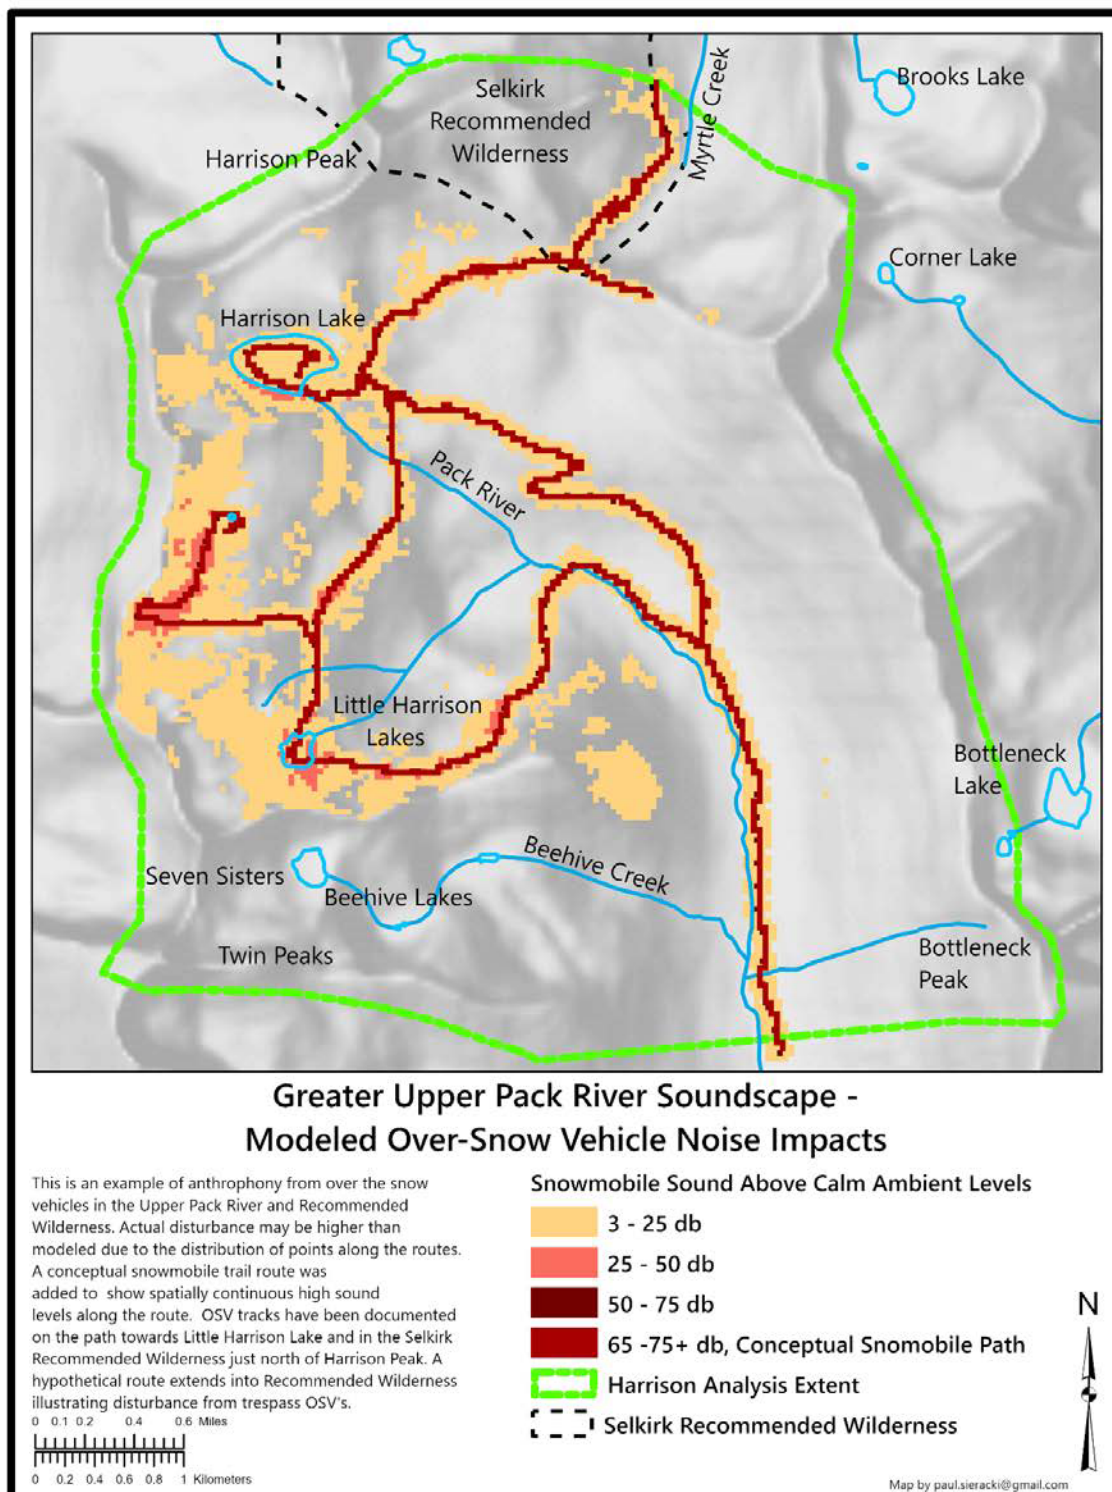 Selkirk
Recommended
Wilderness
Myrtle Creek
Brooks Lake
Harrison Peak
Corner Lake
Harrison Lake
Pack River
Little Harrison
Lakes
Bottleneck
Lake
Seven Sisters
Beehive Lakes
Beehive Creek
Twin Peaks
Bottleneck
Peak
Greater Upper Pack River Soundscape -
Modeled Over-Snow Vehicle Noise Impacts
This is an example of anthrophony from over the snow
vehicles in the Upper Pack River and Recommended
Wilderness. Actual disturbance may be higher than
modeled due to the distribution of points along the routes.
A conceptual snowmobile trail route was
added to show spatially continuous high sound
levels along the route. OSV tracks have been documented
on the path towards Little Harrison Lake and in the Selkirk
Recommended Wilderness just north of Harrison Peak. A
hypothetical route extends into Recommended Wilderness
illustrating disturbance from trespass OSV's.
0 0.1 0.2 0.4 0.6 Miles
0 0.2 0.4 0.6 0.8 1 Kilometers
Snowmobile Sound Above Calm Ambient Levels
3 - 25 db
25 - 50 db
50 - 75 db
65 -75+ db, Conceptual Snomobile Path
Harrison Analysis Extent
Selkirk Recommended Wilderness
N
Map by paul.sieracki@gmail.com